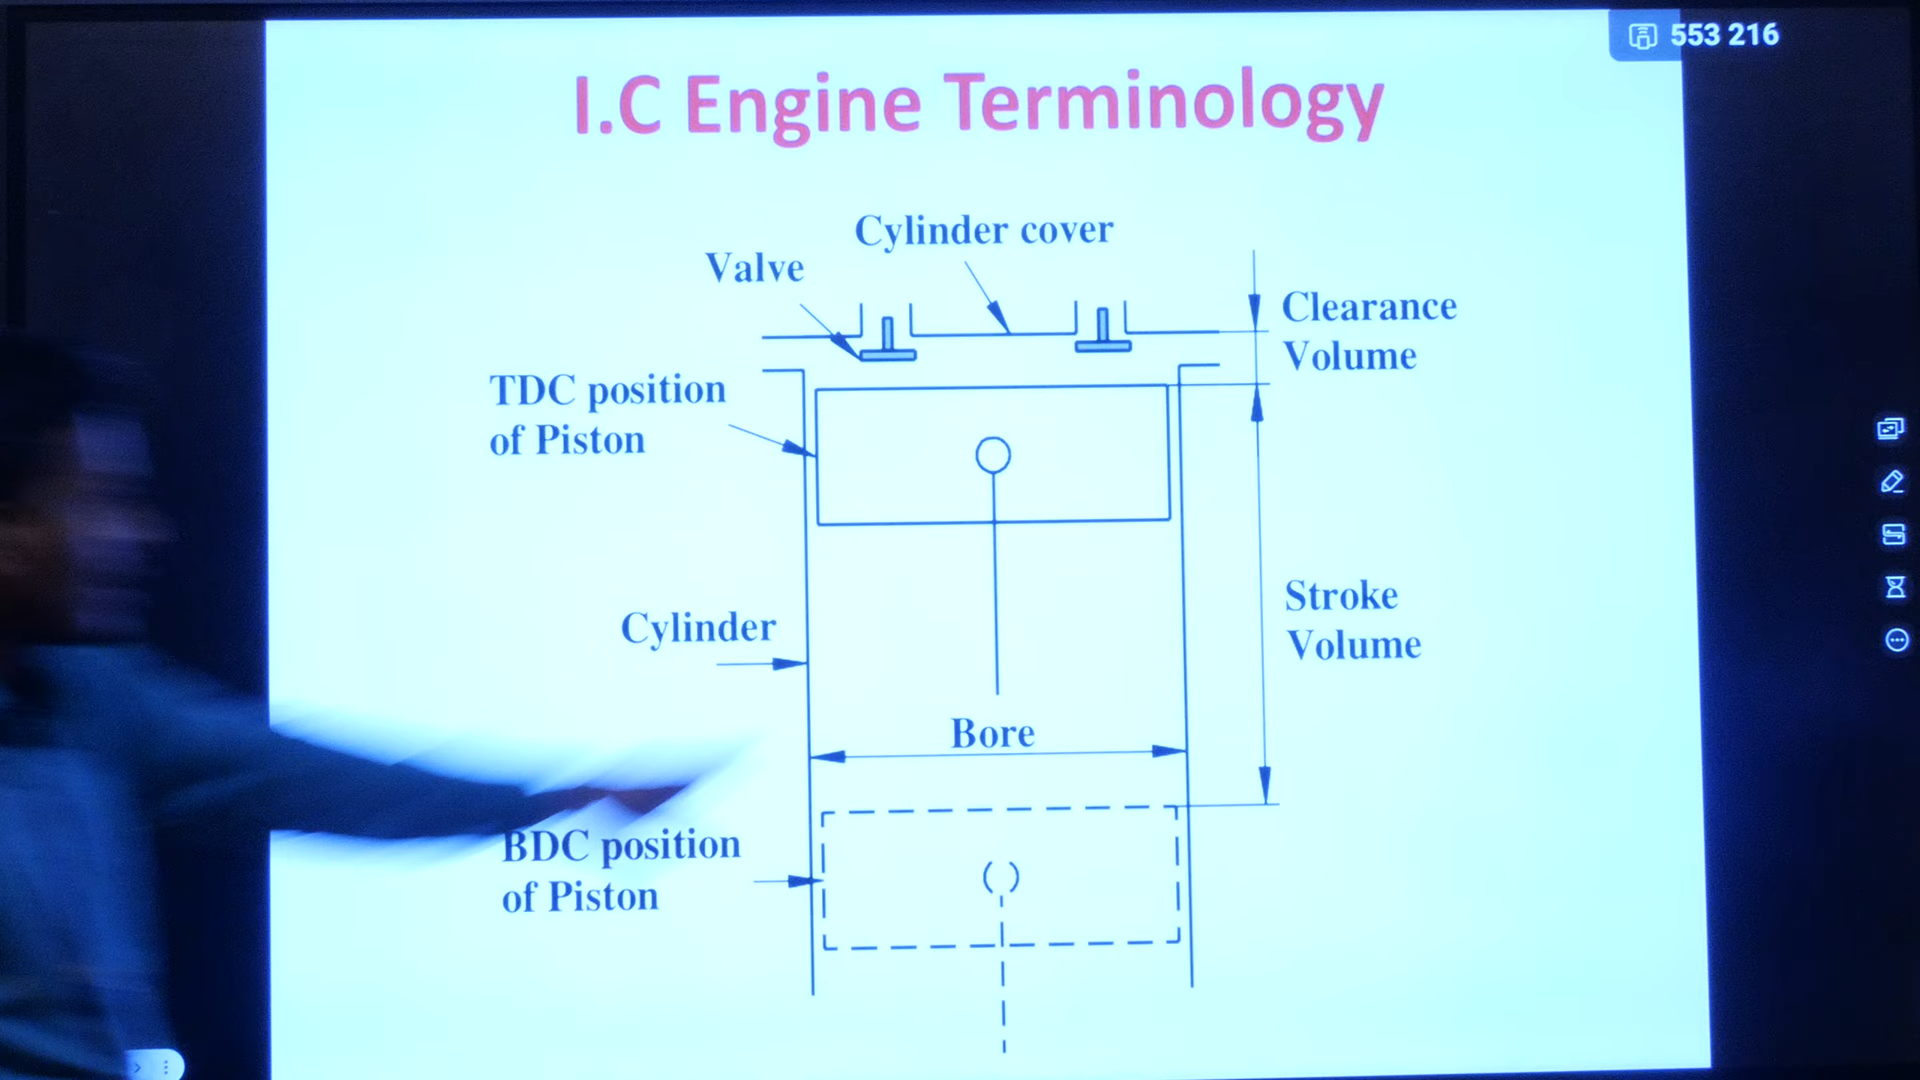 553 216
I.C Engine Terminology
Cylinder cover
Valve
Clearance
Volume
TDC position
of Piston
Stroke
Volume
Cylinder
Bore
BDC position
of Piston